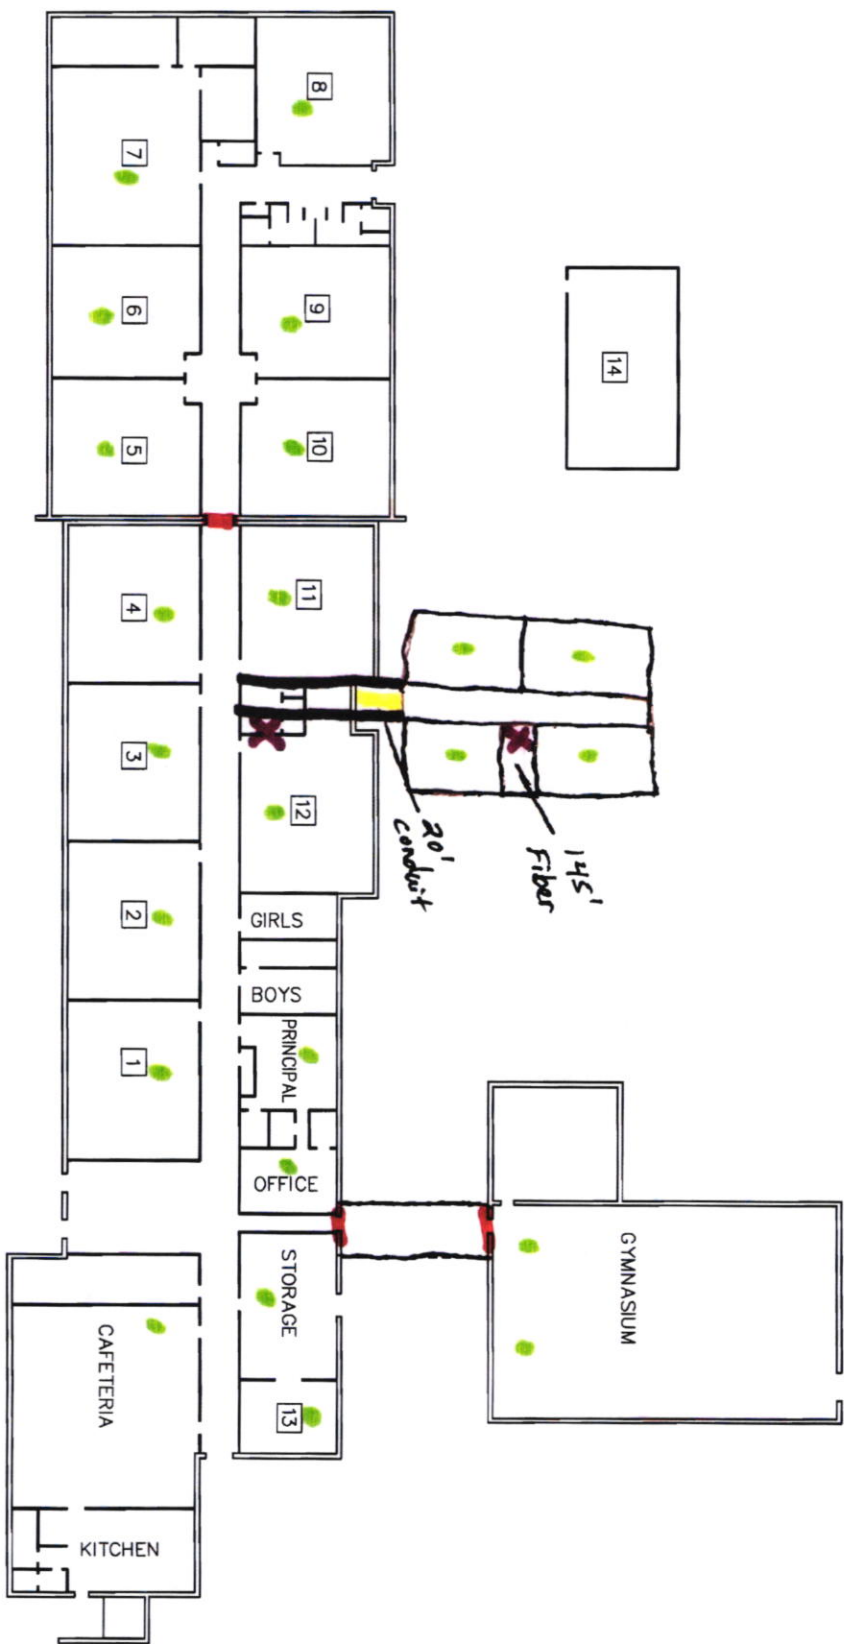 8
7
6
9
5
10
14
4
11
3
12
2
1
20'
conduit
145'
Fiber
GIRLS
BOYS
PRINCIPAL
OFFICE
STORAGE
13
GYMNASIUM
CAFETERIA
KITCHEN